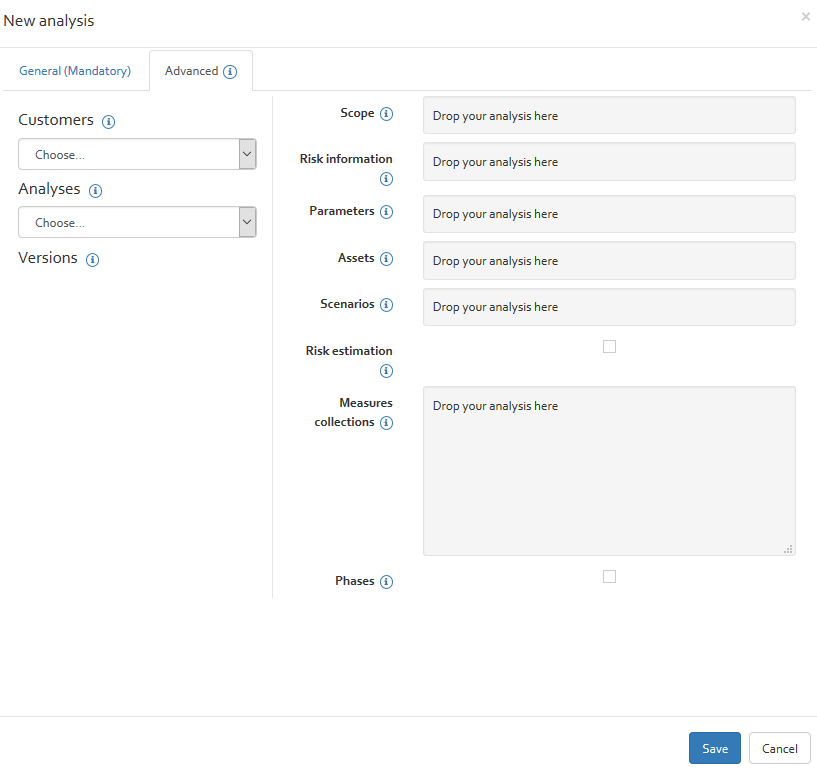 New analysis
×
General (Mandatory)
Advanced
Customers
Choose...
Analyses
Choose...
Versions
Scope
Drop your analysis here
Risk information
Drop your analysis here
Parameters
Drop your analysis here
Assets
Drop your analysis here
Scenarios
Drop your analysis here
Risk estimation
Measures
collections
Drop your analysis here
Phases
Save
Cancel